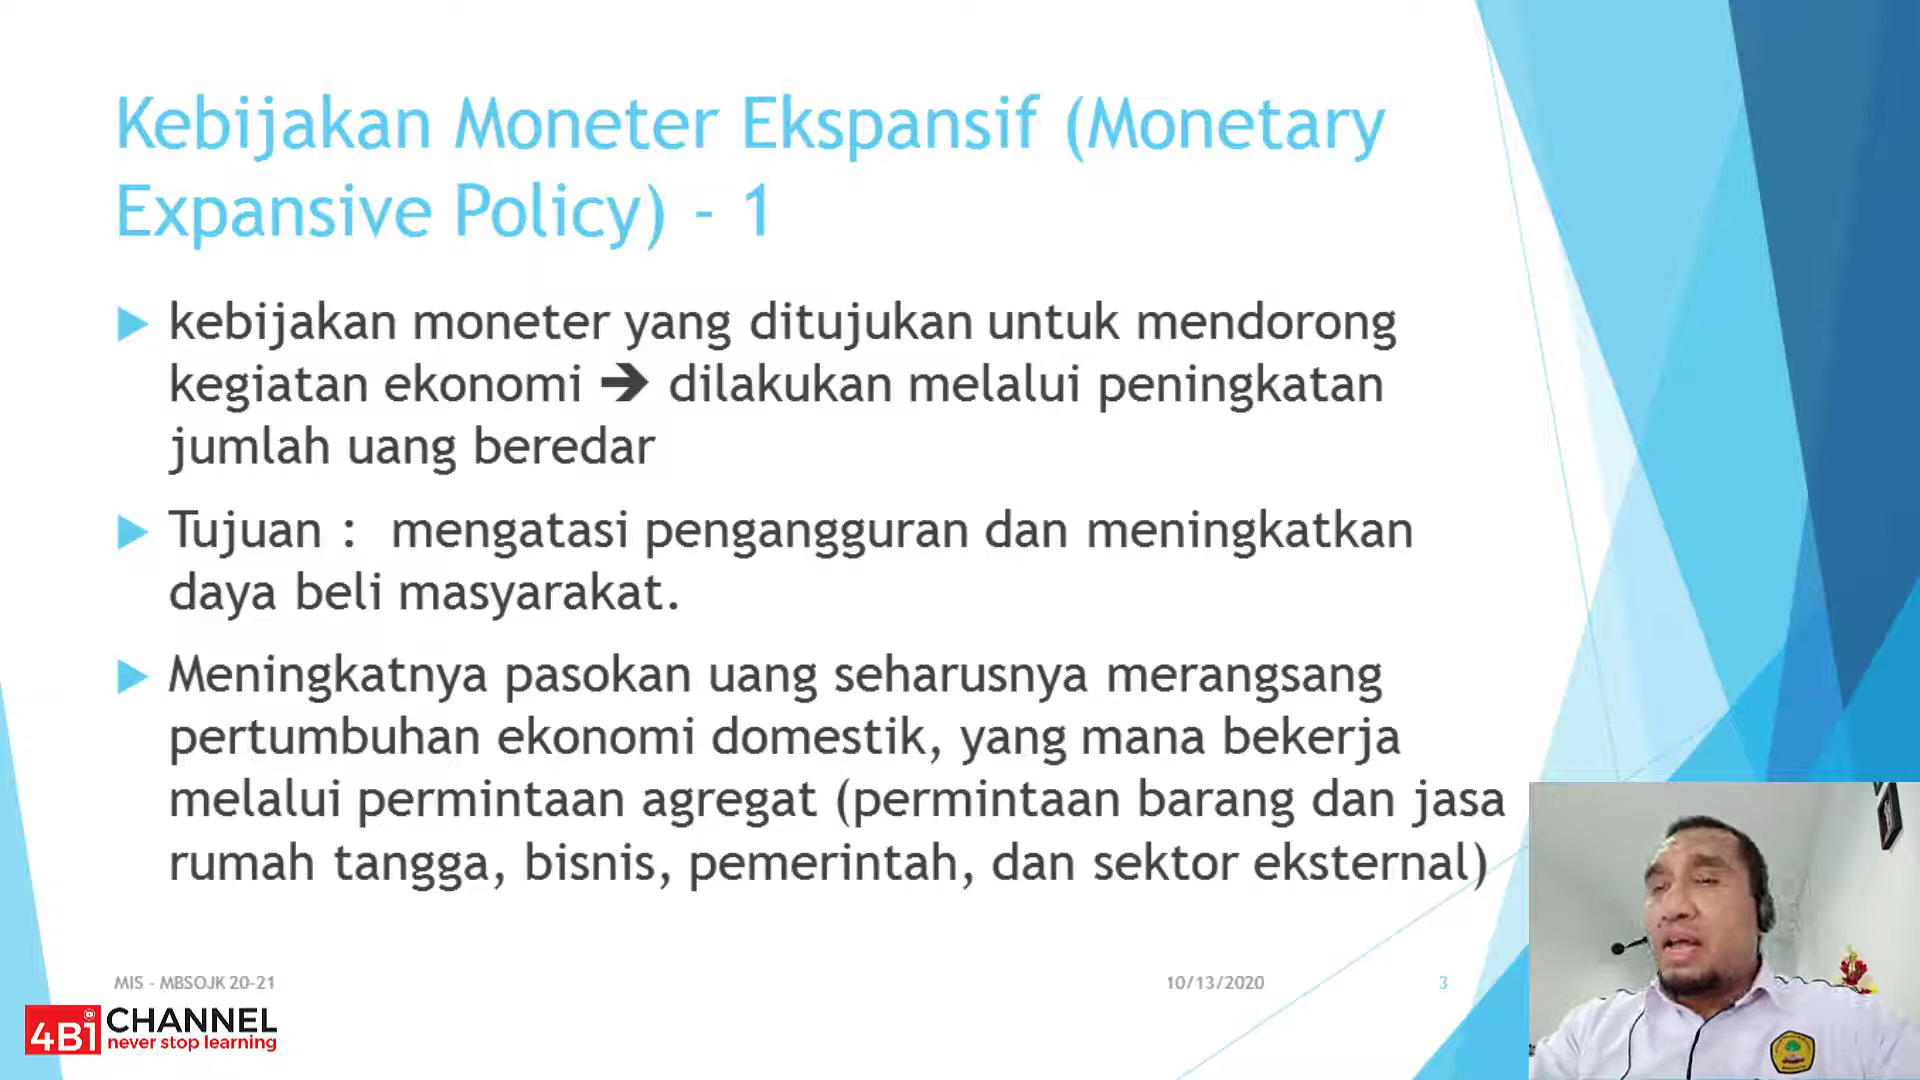 Kebijakan Moneter Ekspansif (Monetary
Expansive Policy) - 1
kebijakan moneter yang ditujukan untuk mendorong
kegiatan ekonomi ➔ dilakukan melalui peningkatan
jumlah uang beredar
Tujuan : mengatasi pengangguran dan meningkatkan
daya beli masyarakat.
Meningkatnya pasokan uang seharusnya merangsang
pertumbuhan ekonomi domestik, yang mana bekerja
melalui permintaan agregat (permintaan barang dan jasa
rumah tangga, bisnis, pemerintah, dan sektor eksternal)
MIS - MBSOJK 20-21
10/13/2020
3
4Bi CHANNEL
never stop learning